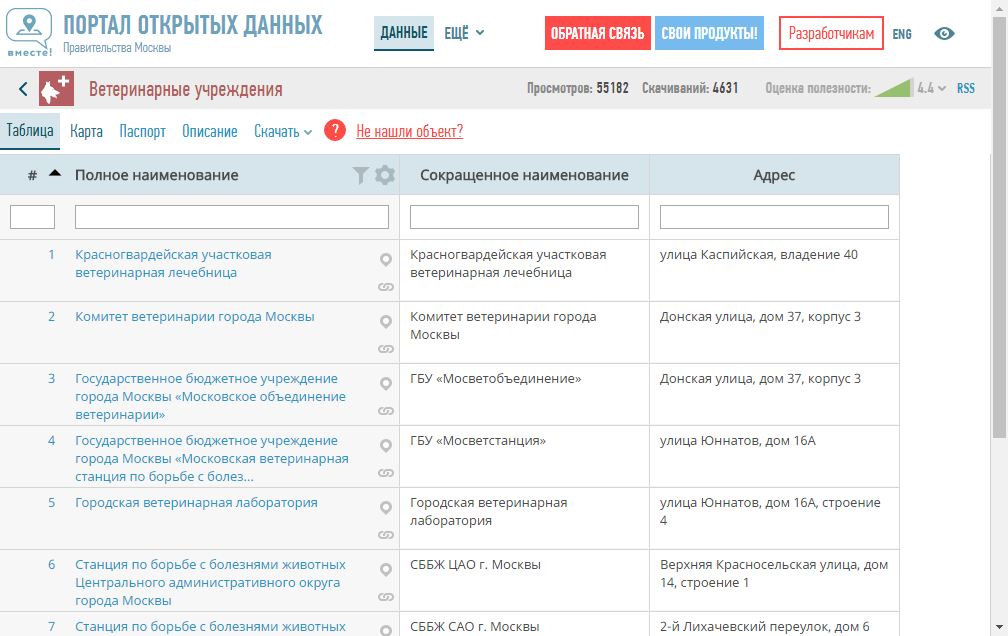 вместе!
ПОРТАЛ ОТКРЫТЫХ ДАННЫХ
Правительства Москвы
ДАННЫЕ
ЕЩЁ
ОБРАТНАЯ СВЯЗЬ
СВОИ ПРОДУКТЫ!
Разработчикам
ENG
Ветеринарные учреждения
Просмотров: 55182
Скачиваний: 4631
Оценка полезности:
4.4
RSS
Таблица
Карта
Паспорт
Описание
Скачать
?
Не нашли объект?
#
Полное наименование
Сокращенное наименование
Адрес
1
Красногвардейская участковая
ветеринарная лечебница
Красногвардейская участковая
ветеринарная лечебница
улица Каспийская, владение 40
2
Комитет ветеринарии города Москвы
Комитет ветеринарии города
Москвы
Донская улица, дом 37, корпус 3
3
Государственное бюджетное учреждение
города Москвы «Московское объединение
ветеринарии»
ГБУ «Мосветобъединение»
Донская улица, дом 37, корпус 3
4
Государственное бюджетное учреждение
города Москвы «Московская ветеринарная
станция по борьбе с болез...
ГБУ «Мосветстанция»
улица Юннатов, дом 16А
5
Городская ветеринарная лаборатория
Городская ветеринарная
лаборатория
улица Юннатов, дом 16А, строение
4
6
Станция по борьбе с болезнями животных
Центрального административного округа
города Москвы
СББЖ ЦАО г. Москвы
Верхняя Красносельская улица, дом
14, строение 1
7
Станция по борьбе с болезнями животных
СББЖ САО г. Москвы
2-й Лихачевский переулок, дом 6